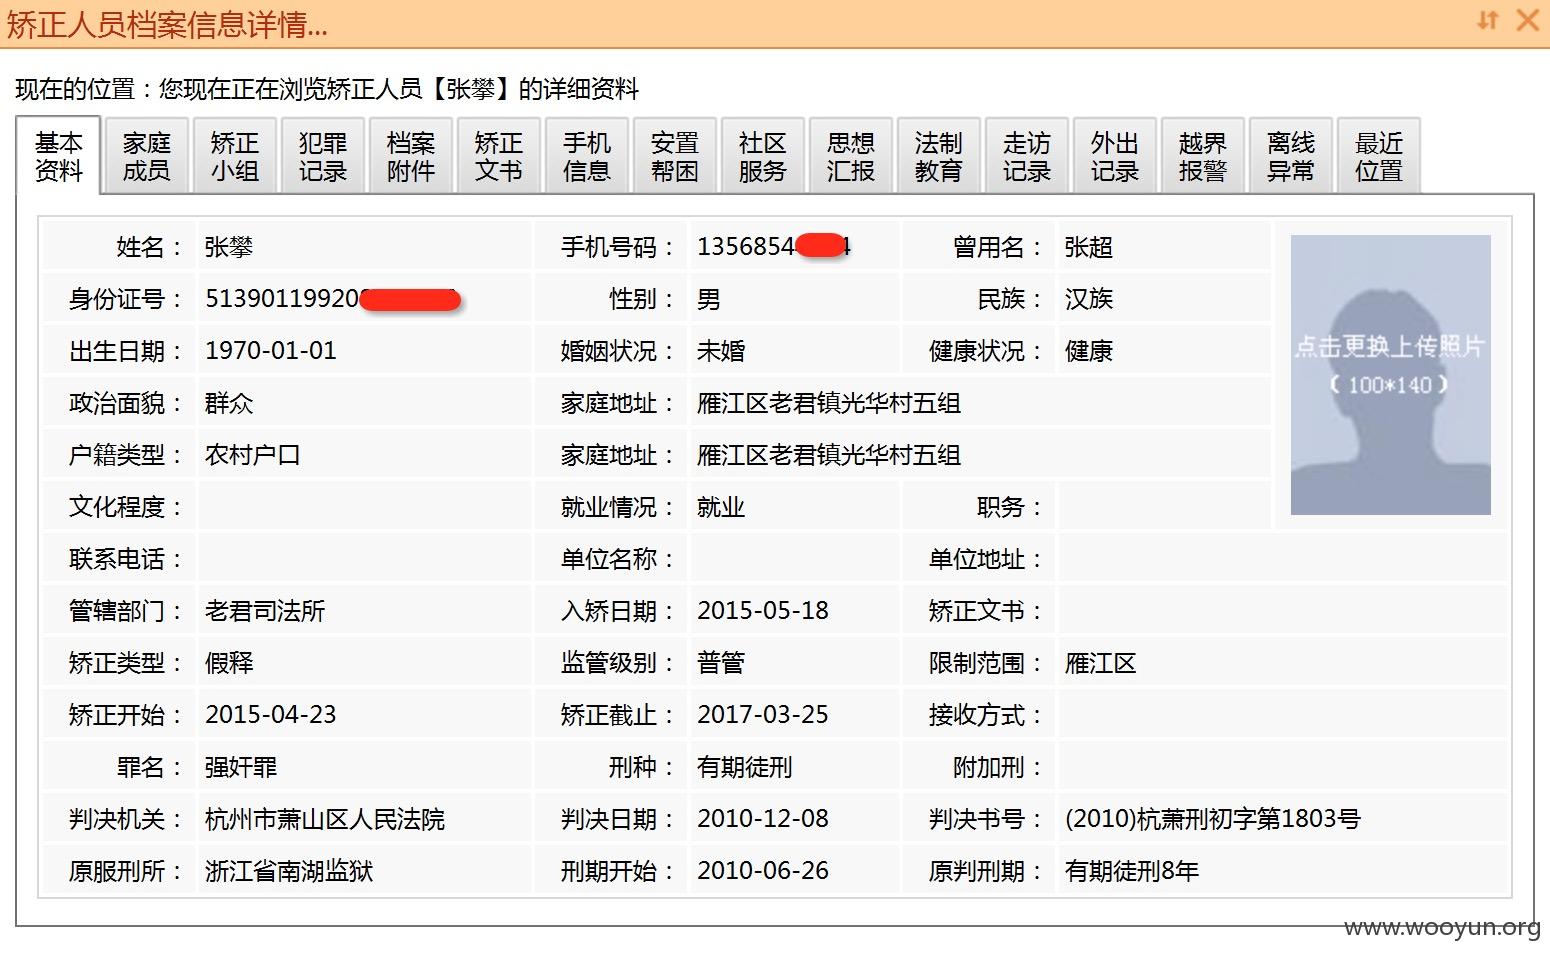 矫正人员档案信息详情...
现在的位置：您现在正在浏览矫正人员【张攀】的详细资料
基本资料 家庭成员 矫正小组 犯罪记录 档案附件 矫正文书 手机信息 安置帮困 社区服务 思想汇报 法制教育 走访记录 外出记录 越界报警 离线异常 最近位置
姓名： 张攀 手机号码： 1356854 4 曾用名： 张超
身份证号： 51390119920 性别： 男 民族： 汉族
出生日期： 1970-01-01 婚姻状况： 未婚 健康状况： 健康
点击更换上传照片
（100*140）
政治面貌： 群众 家庭地址： 雁江区老君镇光华村五组
户籍类型： 农村户口 家庭地址： 雁江区老君镇光华村五组
文化程度： 就业情况： 就业 职务：
联系电话： 单位名称： 单位地址：
管辖部门： 老君司法所 入矫日期： 2015-05-18 矫正文书：
矫正类型： 假释 监管级别： 普管 限制范围： 雁江区
矫正开始： 2015-04-23 矫正截止： 2017-03-25 接收方式：
罪名： 强奸罪 刑种： 有期徒刑 附加刑：
判决机关： 杭州市萧山区人民法院 判决日期： 2010-12-08 判决书号： (2010)杭萧刑初字第1803号
原服刑所： 浙江省南湖监狱 刑期开始： 2010-06-26 原判刑期： 有期徒刑8年
www.wooyun.org